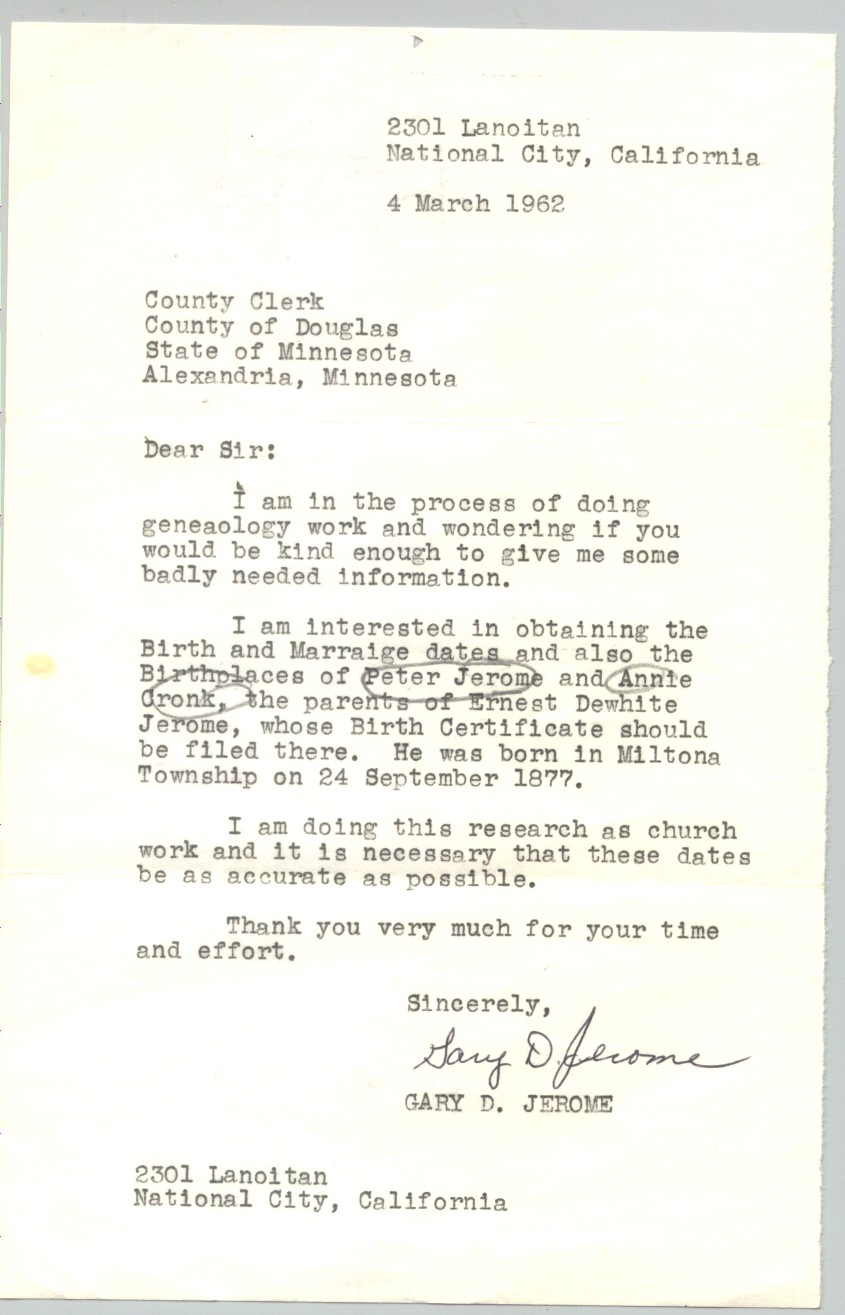 2301 Lanoitan
National City, California
4 March 1962
County Clerk
County of Douglas
State of Minnesota
Alexandria, Minnesota
Dear Sir:
I am in the process of doing
geneaology work and wondering if you
would be kind enough to give me some
badly needed information.
I am interested in obtaining the
Birth and Marraige dates and also the
Birthplaces of Peter Jerome and Annie
Cronk, the parents of Ernest Dewhite
Jerome, whose Birth Certificate should
be filed there. He was born in Miltona
Township on 24 September 1877.
I am doing this research as church
work and it is necessary that these dates
be as accurate as possible.
Thank you very much for your time
and effort.
Sincerely,
Gary D Jerome
GARY D. JEROME
2301 Lanoitan
National City, California